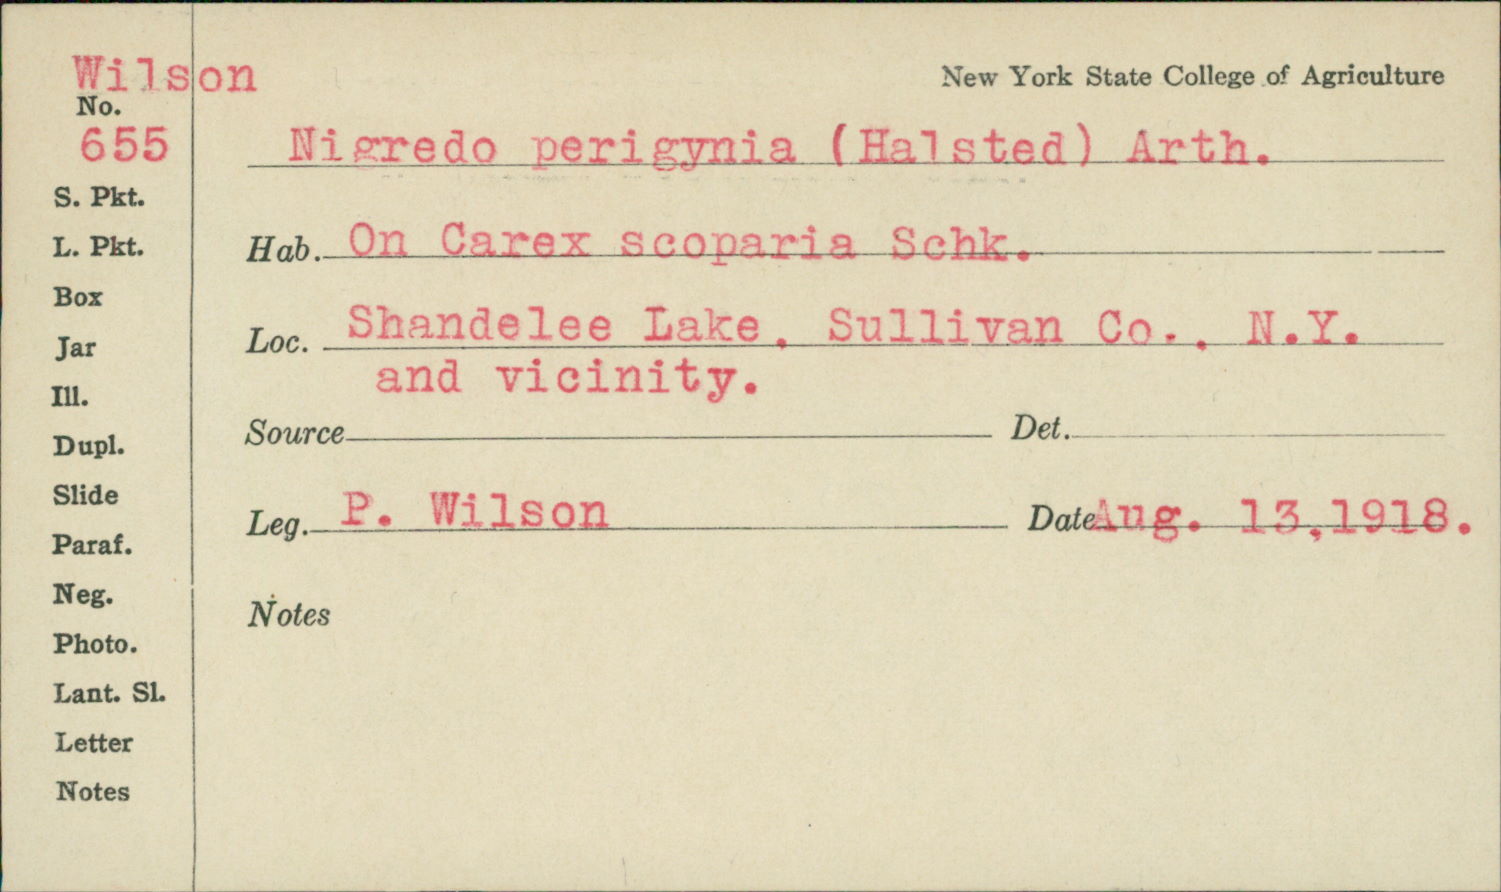 Wilson
New York State College of Agriculture
No.
655
Nigredo perigynia (Halsted) Arth.
S. Pkt.
L. Pkt.
Hab. On Carex scoparia Schk.
Box
Loc. Shandelee Lake, Sullivan Co., N.Y.
Jar
and vicinity.
Ill.
Source Det.
Dupl.
Slide
Leg. P. Wilson Date Aug. 13,1918.
Paraf.
Neg.
Notes
Photo.
Lant. Sl.
Letter
Notes